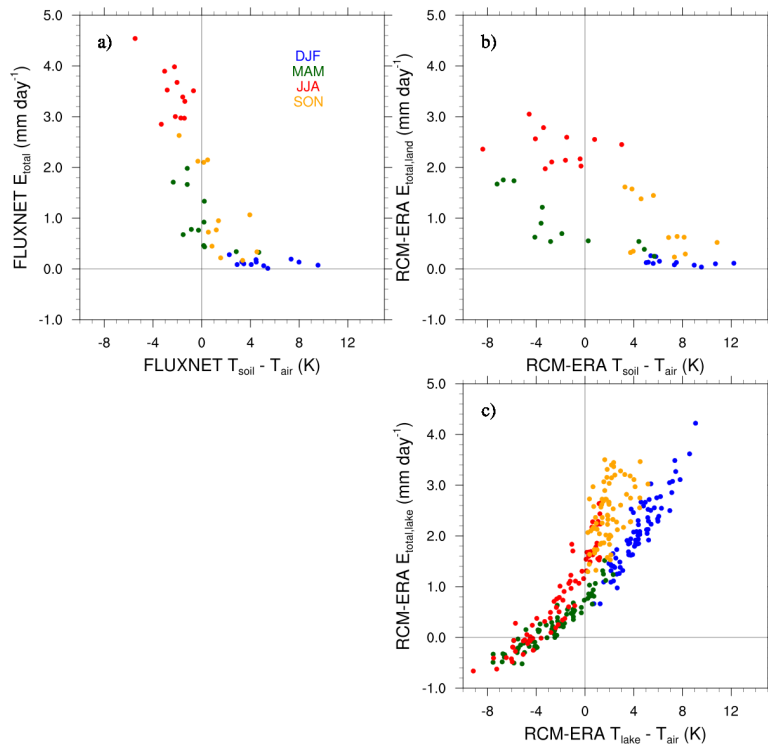 a)
DJF
MAM
JJA
SON
5.0
4.0
3.0
2.0
1.0
0.0
-1.0
FLUXNET E_total (mm day⁻¹)
-8 -4 0 4 8 12
FLUXNET T_soil - T_air (K)
b)
5.0
4.0
3.0
2.0
1.0
0.0
-1.0
RCM-ERA E_total,land (mm day⁻¹)
-8 -4 0 4 8 12
RCM-ERA T_soil - T_air (K)
c)
5.0
4.0
3.0
2.0
1.0
0.0
-1.0
RCM-ERA E_total,lake (mm day⁻¹)
-8 -4 0 4 8 12
RCM-ERA T_lake - T_air (K)